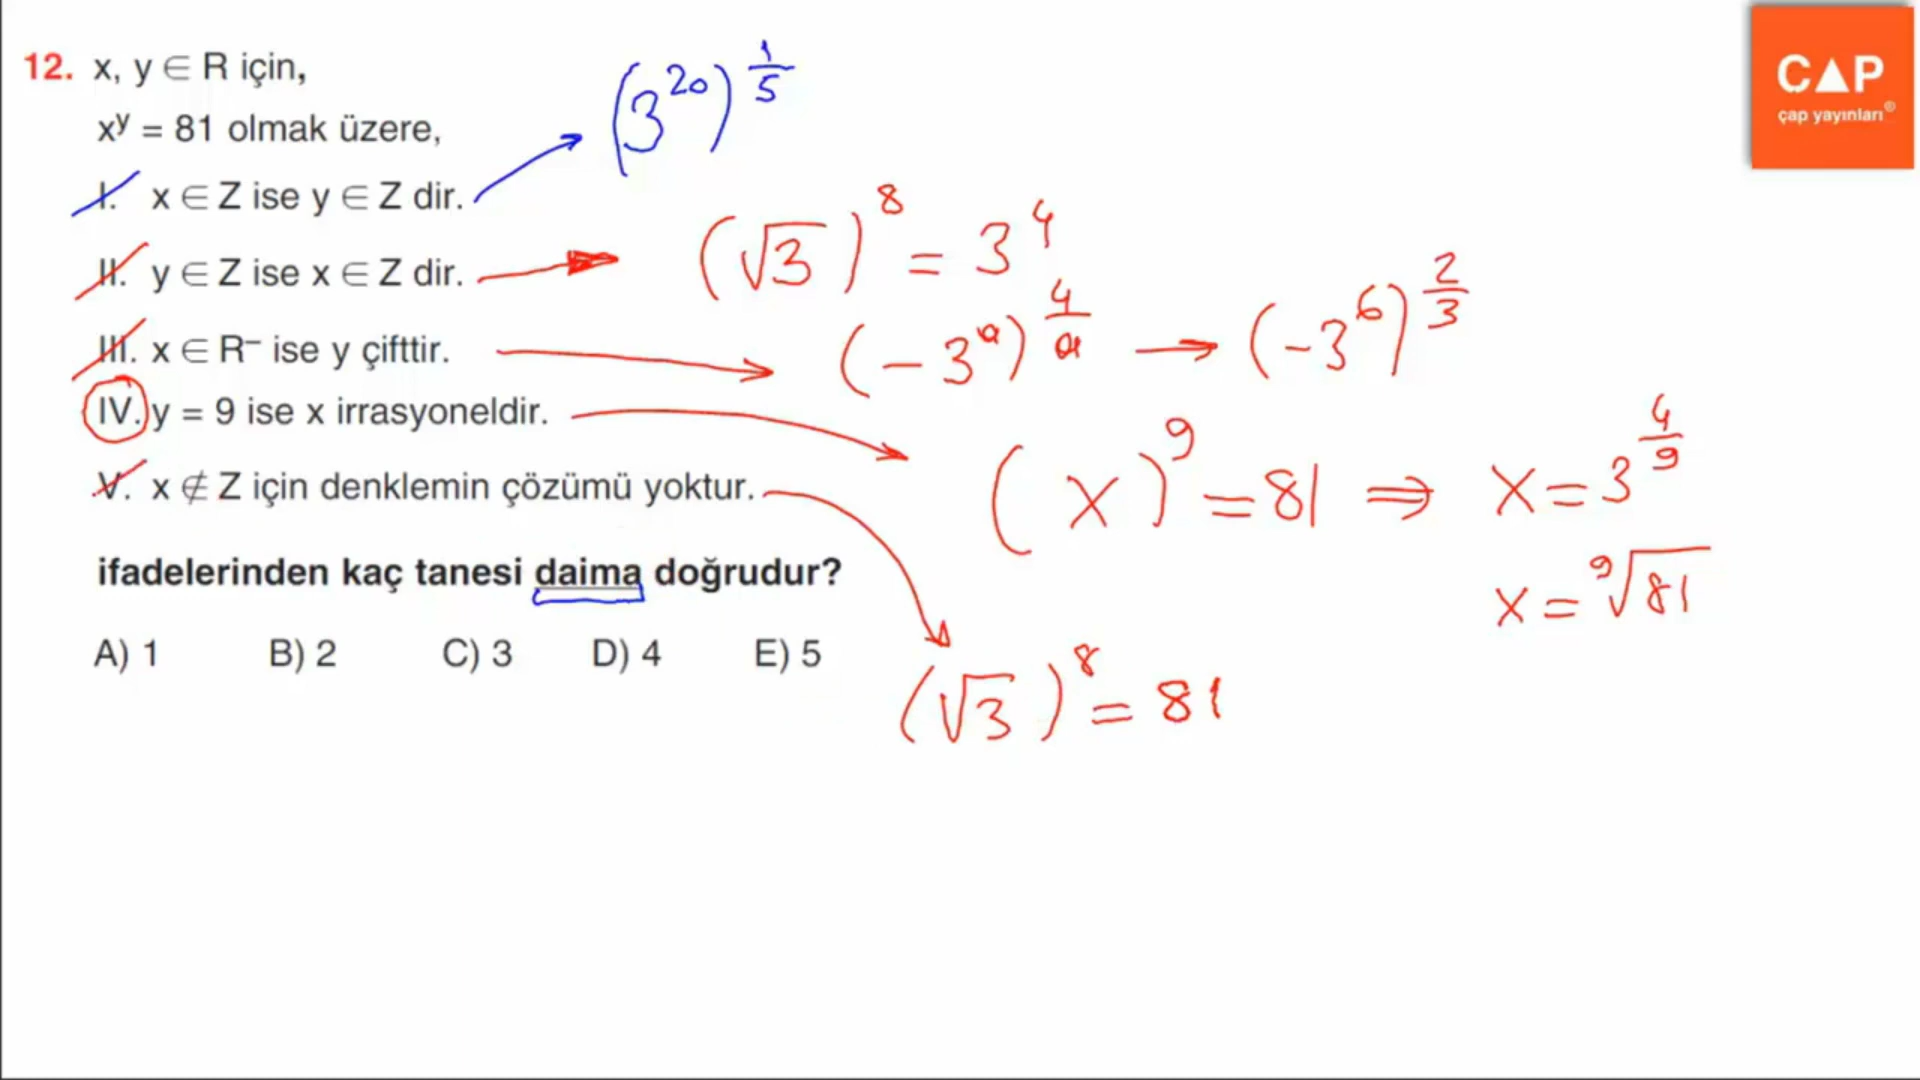 12. x, y ∈ R için,
xʸ = 81 olmak üzere,
I. x ∈ Z ise y ∈ Z dir.
II. y ∈ Z ise x ∈ Z dir.
III. x ∈ R⁻ ise y çifttir.
IV. y = 9 ise x irrasyoneldir.
V. x ∉ Z için denklemin çözümü yoktur.
ifadelerinden kaç tanesi daima doğrudur?
A) 1 B) 2 C) 3 D) 4 E) 5
(3²⁰)^(1/5)
(√3)⁸ = 3⁴
(-3ᵃ)^(4/a) → (-3⁶)^(2/3)
(x)⁹ = 81 ⇒ x = 3^(4/9)
x = ⁹√81
(√3)⁸ = 81
CAP
çap yayınları®